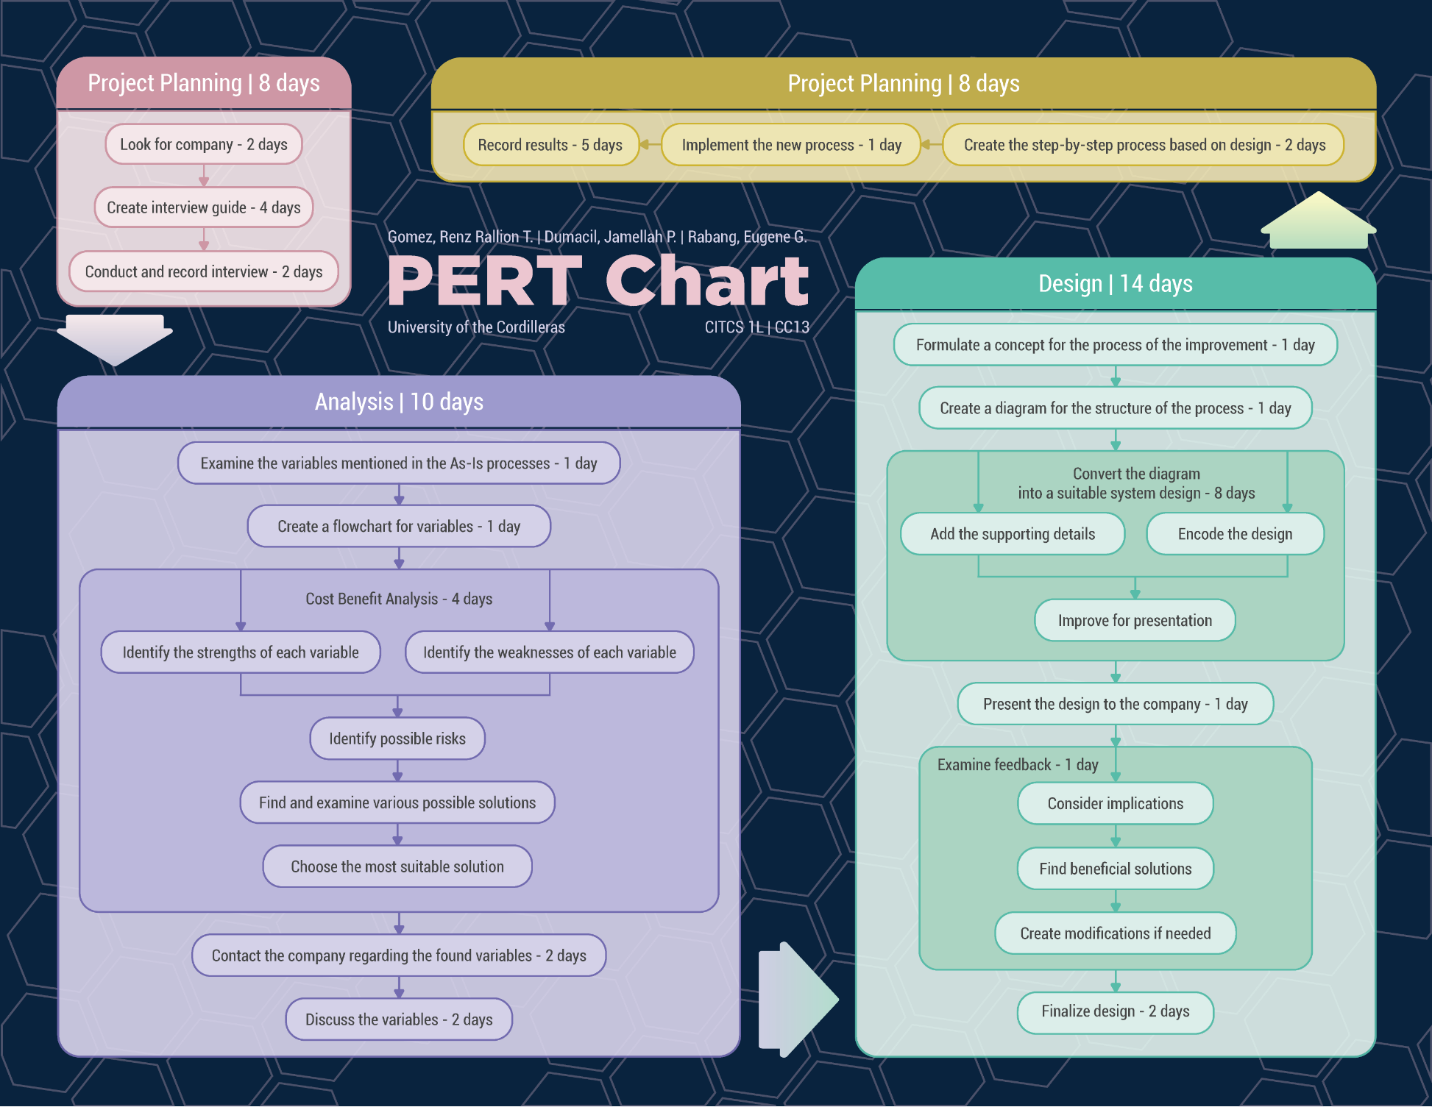 Project Planning | 8 days
Look for company - 2 days
Create interview guide - 4 days
Conduct and record interview - 2 days
Project Planning | 8 days
Record results - 5 days
Implement the new process - 1 day
Create the step-by-step process based on design - 2 days
Gomez, Renz Rallion T. | Dumacil, Jamellah P. | Rabang, Eugene G.
PERT Chart
University of the Cordilleras
CITCS 1L | CC13
Analysis | 10 days
Examine the variables mentioned in the As-Is processes - 1 day
Create a flowchart for variables - 1 day
Cost Benefit Analysis - 4 days
Identify the strengths of each variable
Identify the weaknesses of each variable
Identify possible risks
Find and examine various possible solutions
Choose the most suitable solution
Contact the company regarding the found variables - 2 days
Discuss the variables - 2 days
Design | 14 days
Formulate a concept for the process of the improvement - 1 day
Create a diagram for the structure of the process - 1 day
Convert the diagram
into a suitable system design - 8 days
Add the supporting details
Encode the design
Improve for presentation
Present the design to the company - 1 day
Examine feedback - 1 day
Consider implications
Find beneficial solutions
Create modifications if needed
Finalize design - 2 days